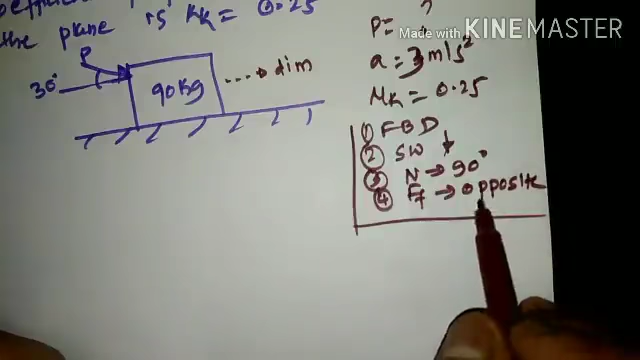 coefficient
the plane is μk = 0.25
P
30°
90kg
dim
P = ?
a = 3 m/s²
μk = 0.25
① FBD
② SW ↓
③ N → 90°
④ Ff → opposite
Made with KINEMASTER